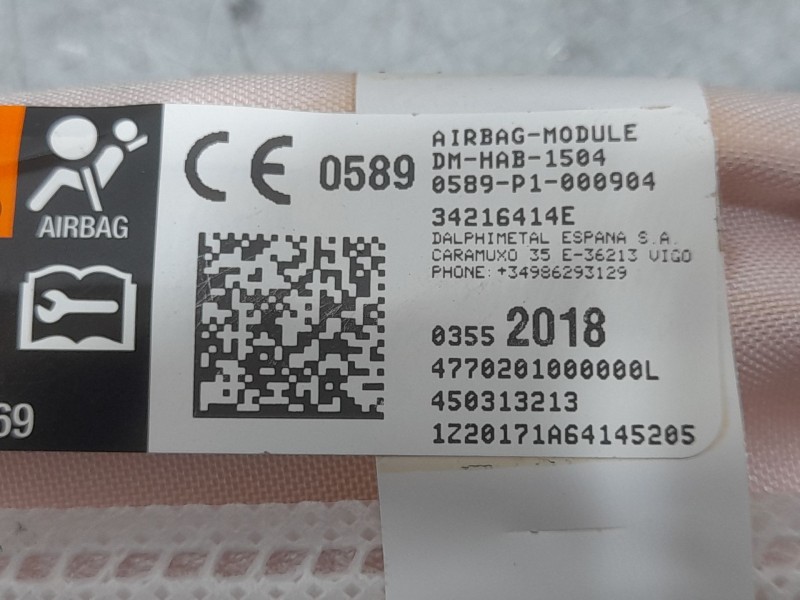 AIRBAG
69
CE 0589
AIRBAG-MODULE
DM-HAB-1504
0589-P1-000904
34216414E
DALPHIMETAL ESPANA S.A.
CARAMUXO 35 E-36213 VIGO
PHONE: +34986293129
0355 2018
4770201000000L
450313213
1Z20171A64145205